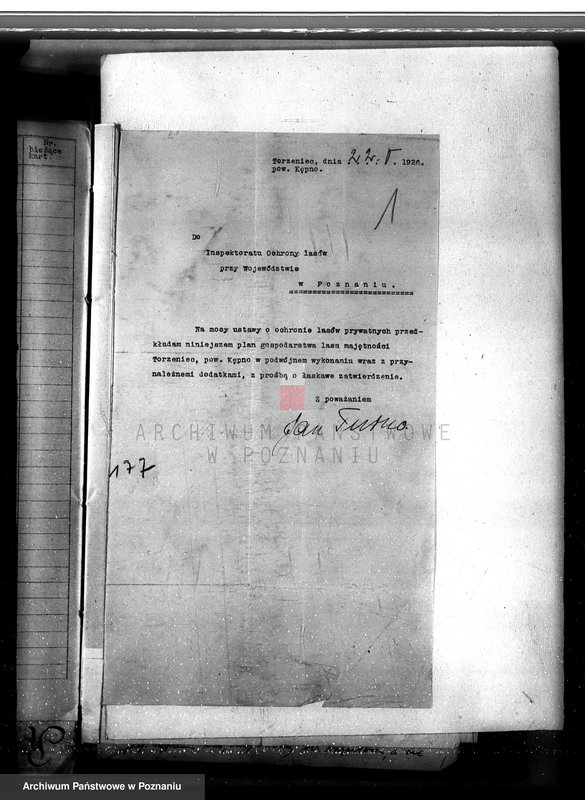 Nr.
bieżące
kart.
Torzeniec, dnia 22. V. 1926.
pow. Kępno.
1
Do
Inspektoratu Ochrony lasów
przy Województwie
w Poznaniu.
Na mocy ustawy o ochronie lasów prywatnych przed-
kładam niniejszem plan gospodarstwa lasu majętności
Torzeniec, pow. Kępno w podwójnem wykonaniu wraz z przy-
należnemi dodatkami, z prośbą o łaskawe zatwierdzenie.
Z poważaniem
Jan
ARCHIWUM PAŃSTWOWE
W POZNANIU
177
Archiwum Państwowe w Poznaniu